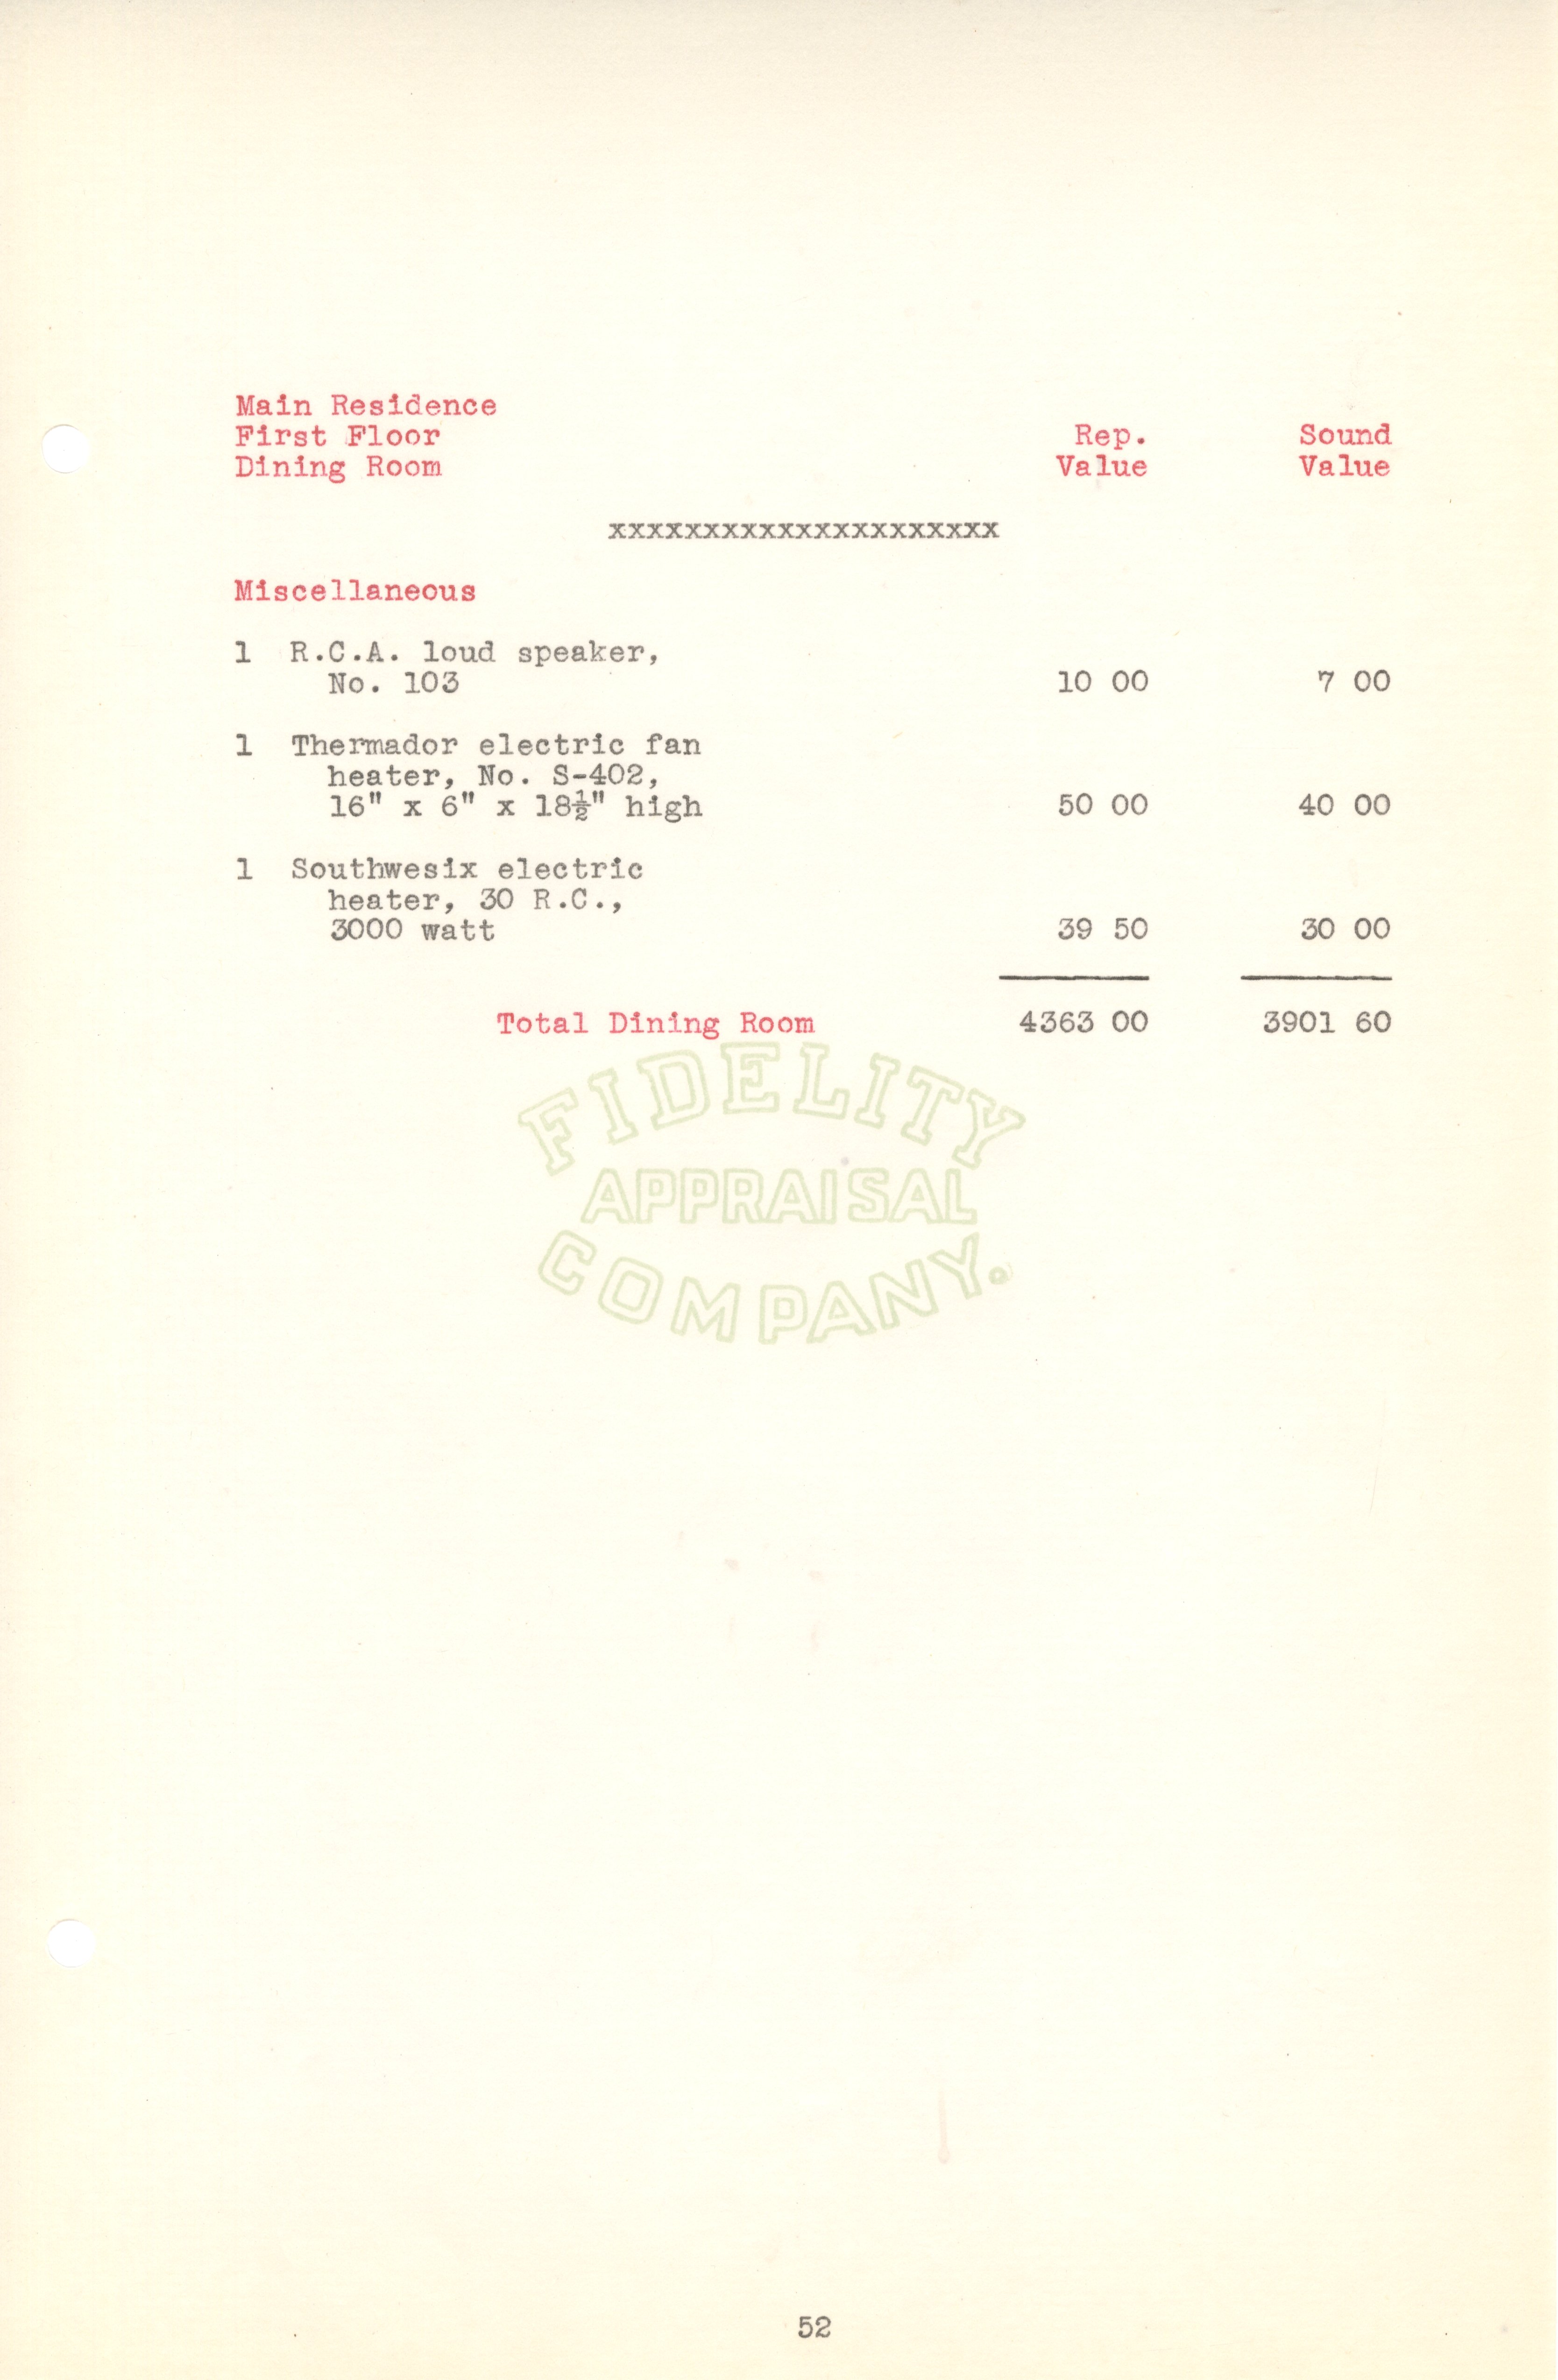 Main Residence
First Floor Rep. Sound
Dining Room Value Value
xxxxxxxxxxxxxxxxxxxxx
Miscellaneous
1 R.C.A. loud speaker,
No. 103 10 00 7 00
1 Thermador electric fan
heater, No. S-402,
16" x 6" x 18½" high 50 00 40 00
1 Southwesix electric
heater, 30 R.C.,
3000 watt 39 50 30 00
Total Dining Room 4363 00 3901 60
FIDELITY
APPRAISAL
COMPANY.
52